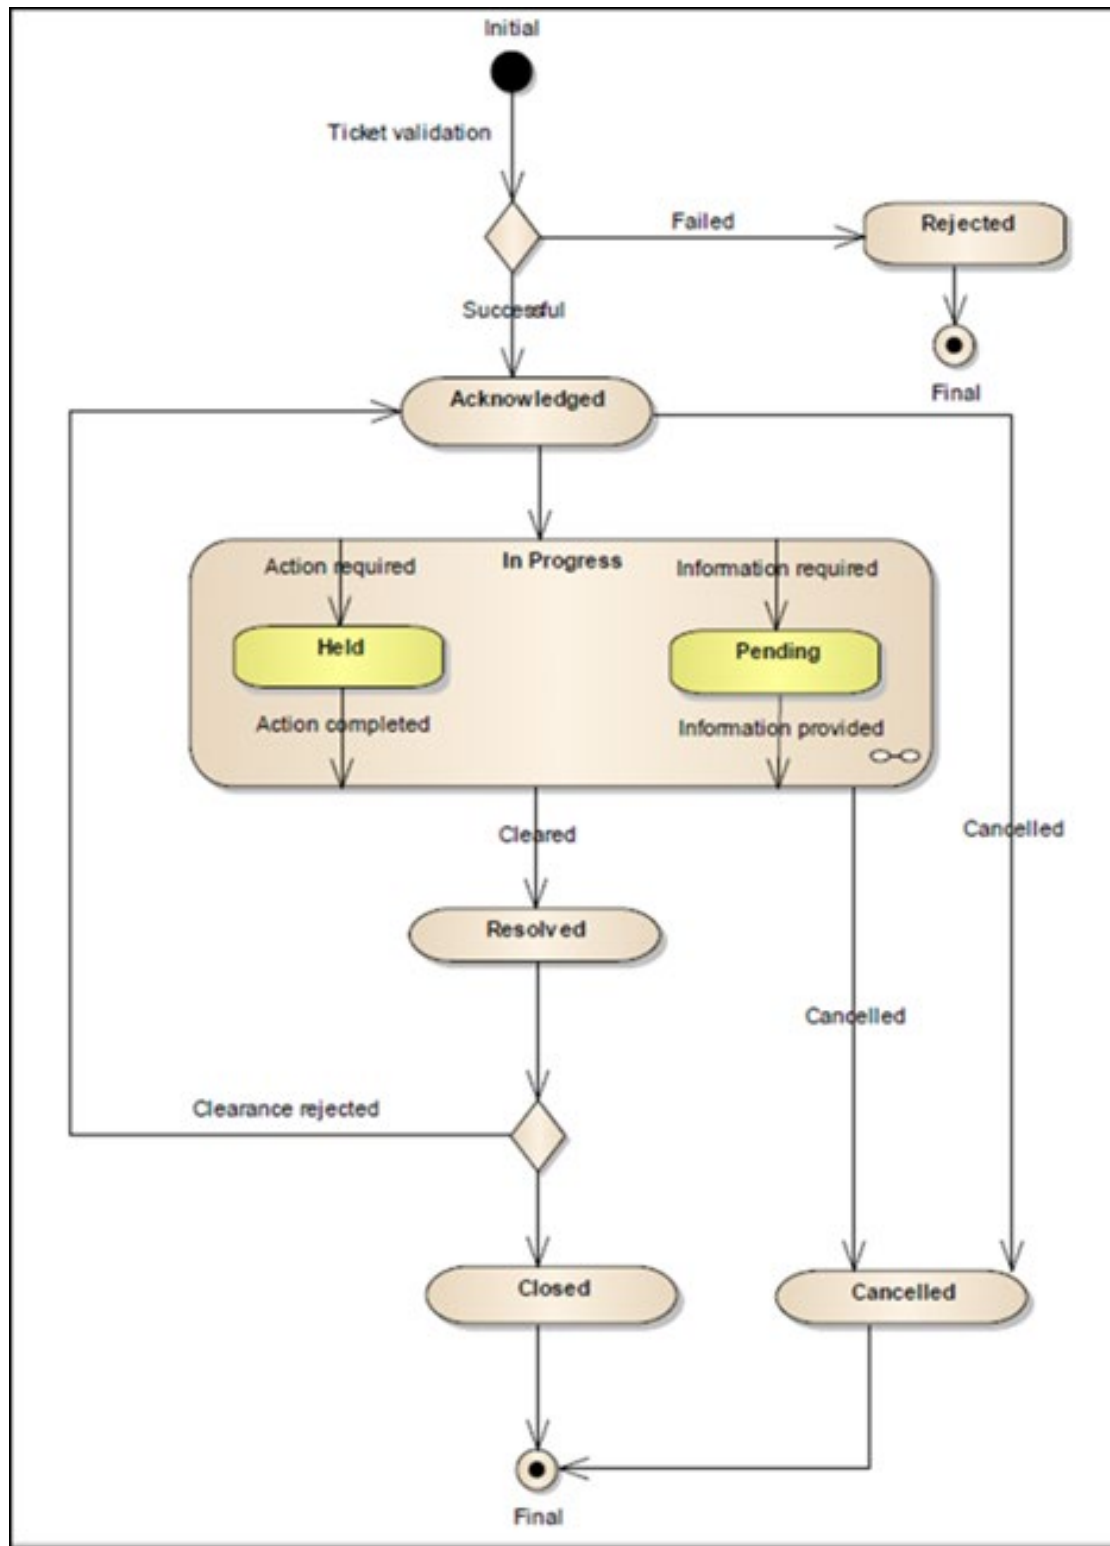 Initial
Ticket validation
Failed
Rejected
Successful
Final
Acknowledged
In Progress
Action required
Information required
Held
Pending
Action completed
Information provided
Cleared
Cancelled
Resolved
Cancelled
Clearance rejected
Closed
Cancelled
Final